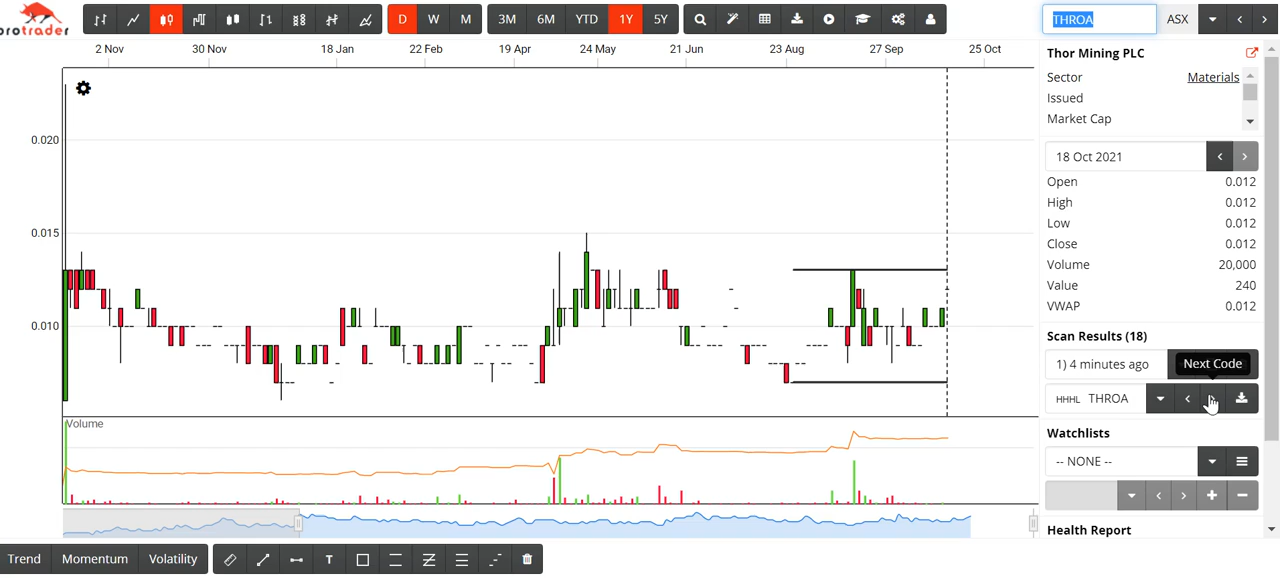 protrader
D W M 3M 6M YTD 1Y 5Y
THROA ASX
2 Nov 30 Nov 18 Jan 22 Feb 19 Apr 24 May 21 Jun 23 Aug 27 Sep 25 Oct
0.020
0.015
0.010
Volume
Thor Mining PLC
Sector Materials
Issued
Market Cap
18 Oct 2021
Open 0.012
High 0.012
Low 0.012
Close 0.012
Volume 20,000
Value 240
VWAP 0.012
Scan Results (18)
1) 4 minutes ago
Next Code
HHHL THROA
Watchlists
-- NONE --
Health Report
Trend Momentum Volatility T